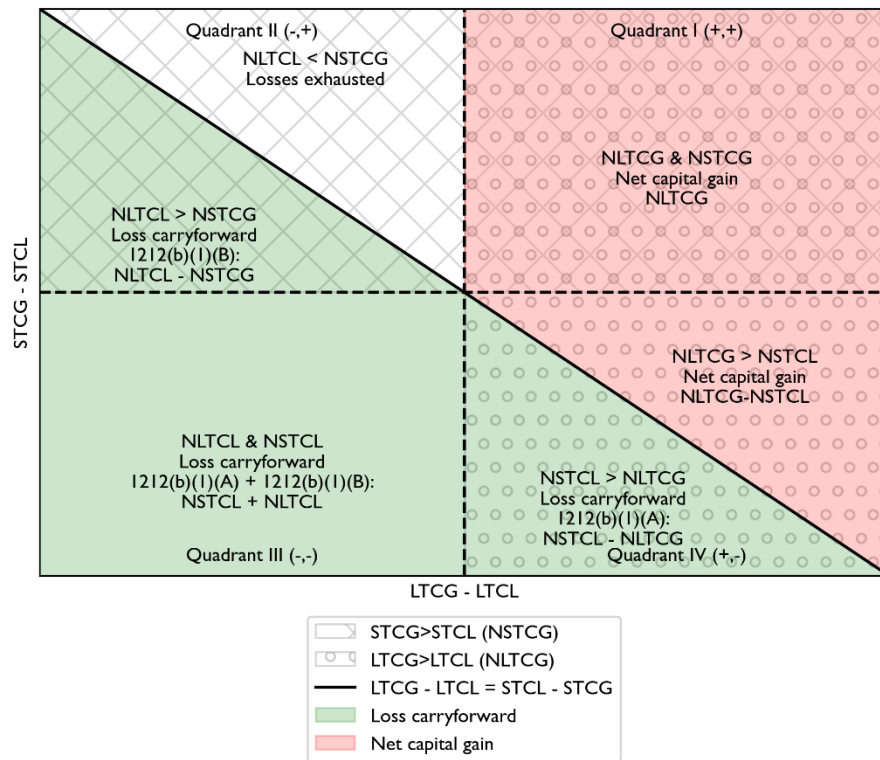 Quadrant II (-,+)
NLTCL < NSTCG
Losses exhausted
Quadrant I (+,+)
NLTCG & NSTCG
Net capital gain
NLTCG
NLTCL > NSTCG
Loss carryforward
1212(b)(1)(B):
NLTCL - NSTCG
STCG - STCL
NLTCG > NSTCL
Net capital gain
NLTCG-NSTCL
NLTCL & NSTCL
Loss carryforward
1212(b)(1)(A) + 1212(b)(1)(B):
NSTCL + NLTCL
Quadrant III (-,-)
NSTCL > NLTCG
Loss carryforward
1212(b)(1)(A):
NSTCL - NLTCG
Quadrant IV (+,-)
LTCG - LTCL
STCG>STCL (NSTCG)
LTCG>LTCL (NLTCG)
LTCG - LTCL = STCL - STCG
Loss carryforward
Net capital gain